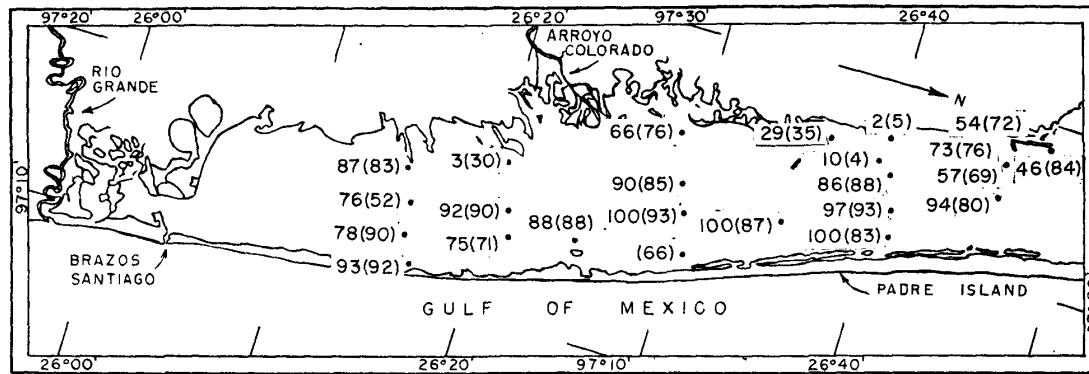 97°20' 26°00' 26°20' 97°30' 26°40'
ARROYO
COLORADO
RIO
GRANDE
N
66(76) 29(35) 2(5) 54(72)
87(83) 3(30) 10(4) 73(76)
46(84)
90(85) 86(88) 57(69)
97°10'
76(52) 92(90) 88(88) 100(93) 100(87) 97(93) 94(80)
78(90) 75(71) (66) 100(83)
93(92)
BRAZOS
SANTIAGO
PADRE ISLAND
GULF OF MEXICO
26°00' 26°20' 97°10' 26°40'